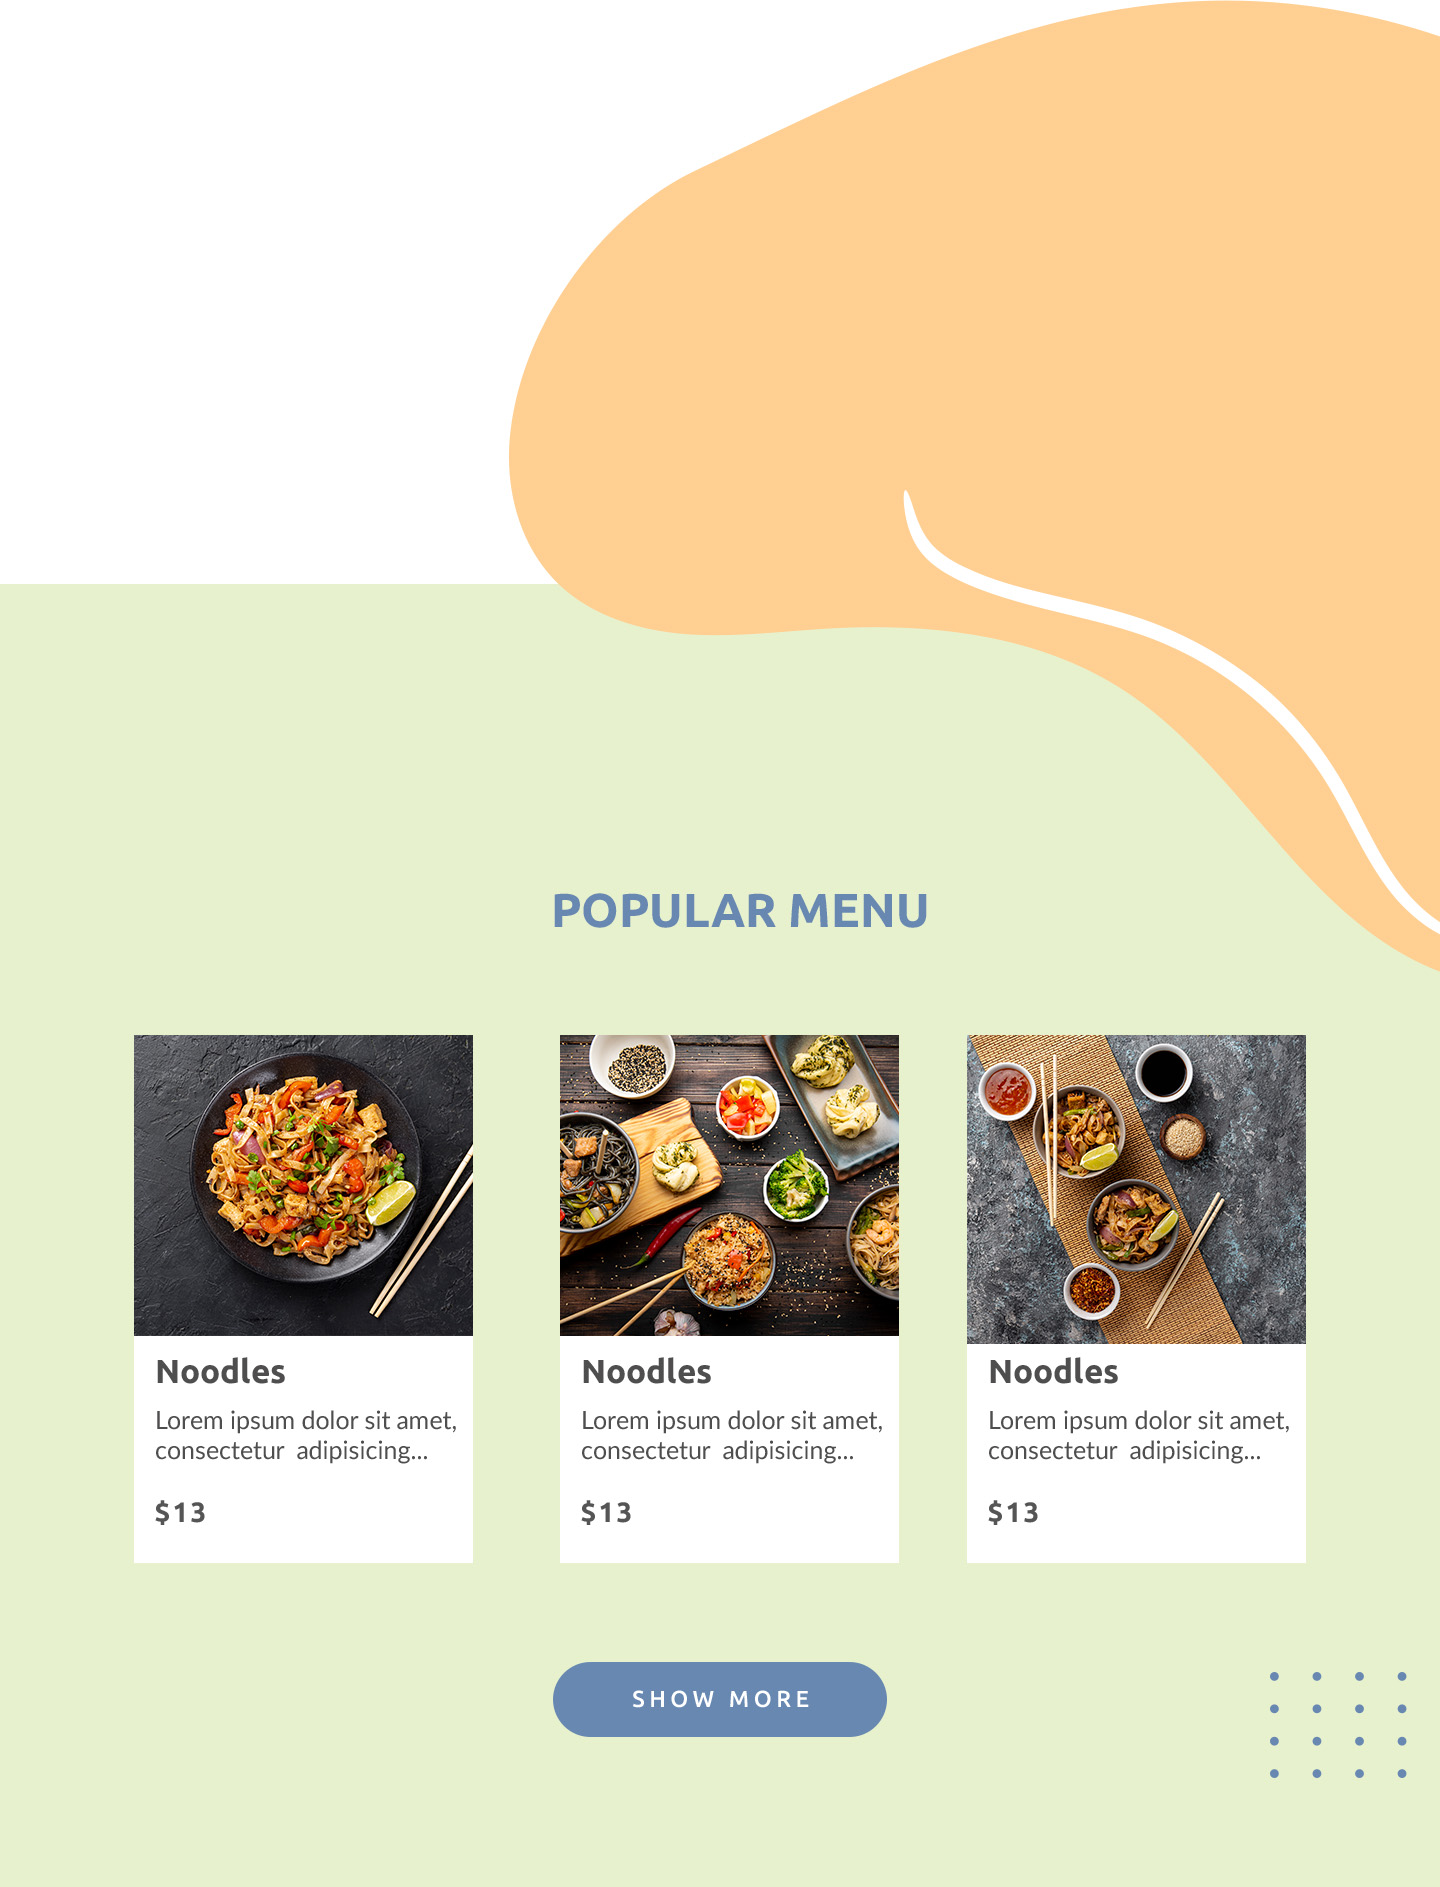 POPULAR MENU
Noodles
Lorem ipsum dolor sit amet,
consectetur  adipisicing...
$13
Noodles
Lorem ipsum dolor sit amet,
consectetur  adipisicing...
$13
Noodles
Lorem ipsum dolor sit amet,
consectetur  adipisicing...
$13
SHOW MORE